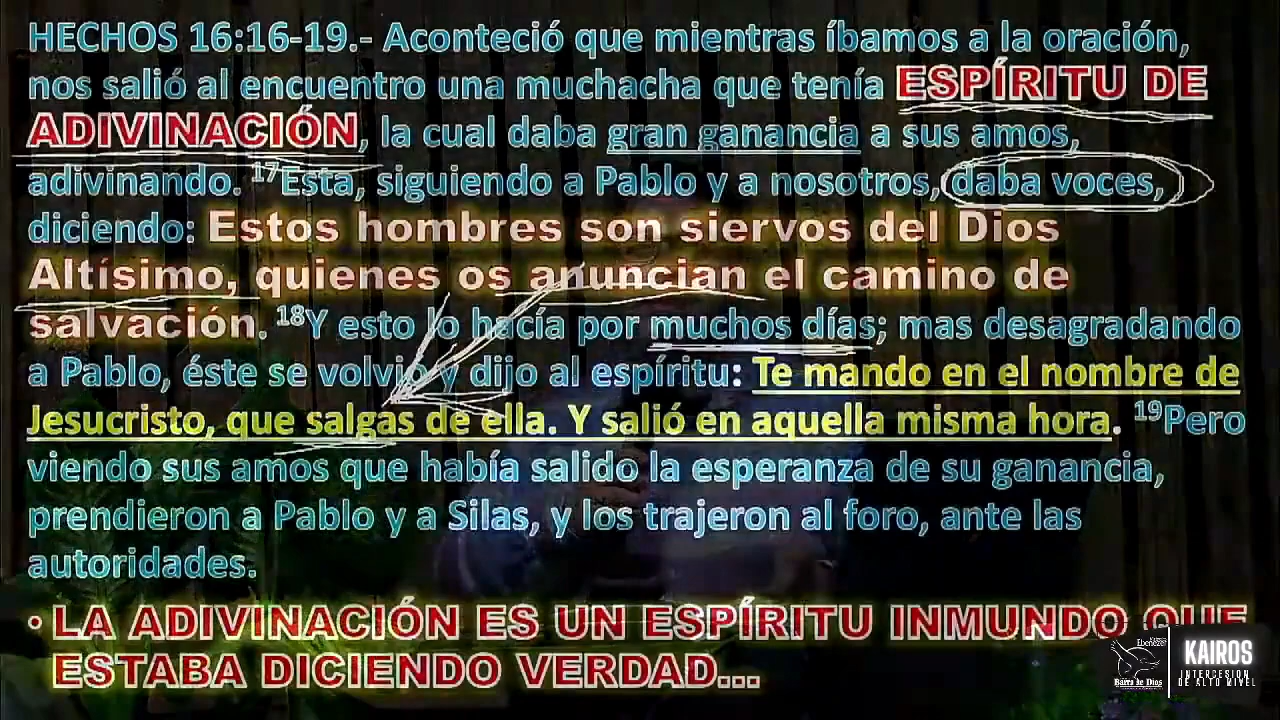 HECHOS 16:16-19.- Aconteció que mientras íbamos a la oración,
nos salió al encuentro una muchacha que tenía ESPÍRITU DE
ADIVINACIÓN, la cual daba gran ganancia a sus amos,
adivinando. 17Esta, siguiendo a Pablo y a nosotros, daba voces,
diciendo: Estos hombres son siervos del Dios
Altísimo, quienes os anuncian el camino de
salvación. 18Y esto lo hacía por muchos días; mas desagradando
a Pablo, éste se volvió y dijo al espíritu: Te mando en el nombre de
Jesucristo, que salgas de ella. Y salió en aquella misma hora. 19Pero
viendo sus amos que había salido la esperanza de su ganancia,
prendieron a Pablo y a Silas, y los trajeron al foro, ante las
autoridades.
• LA ADIVINACIÓN ES UN ESPÍRITU INMUNDO QUE
ESTABA DICIENDO VERDAD...
Ebenezer
Barra de Dios
KAIROS
INTERCESION
DE ALTO NIVEL